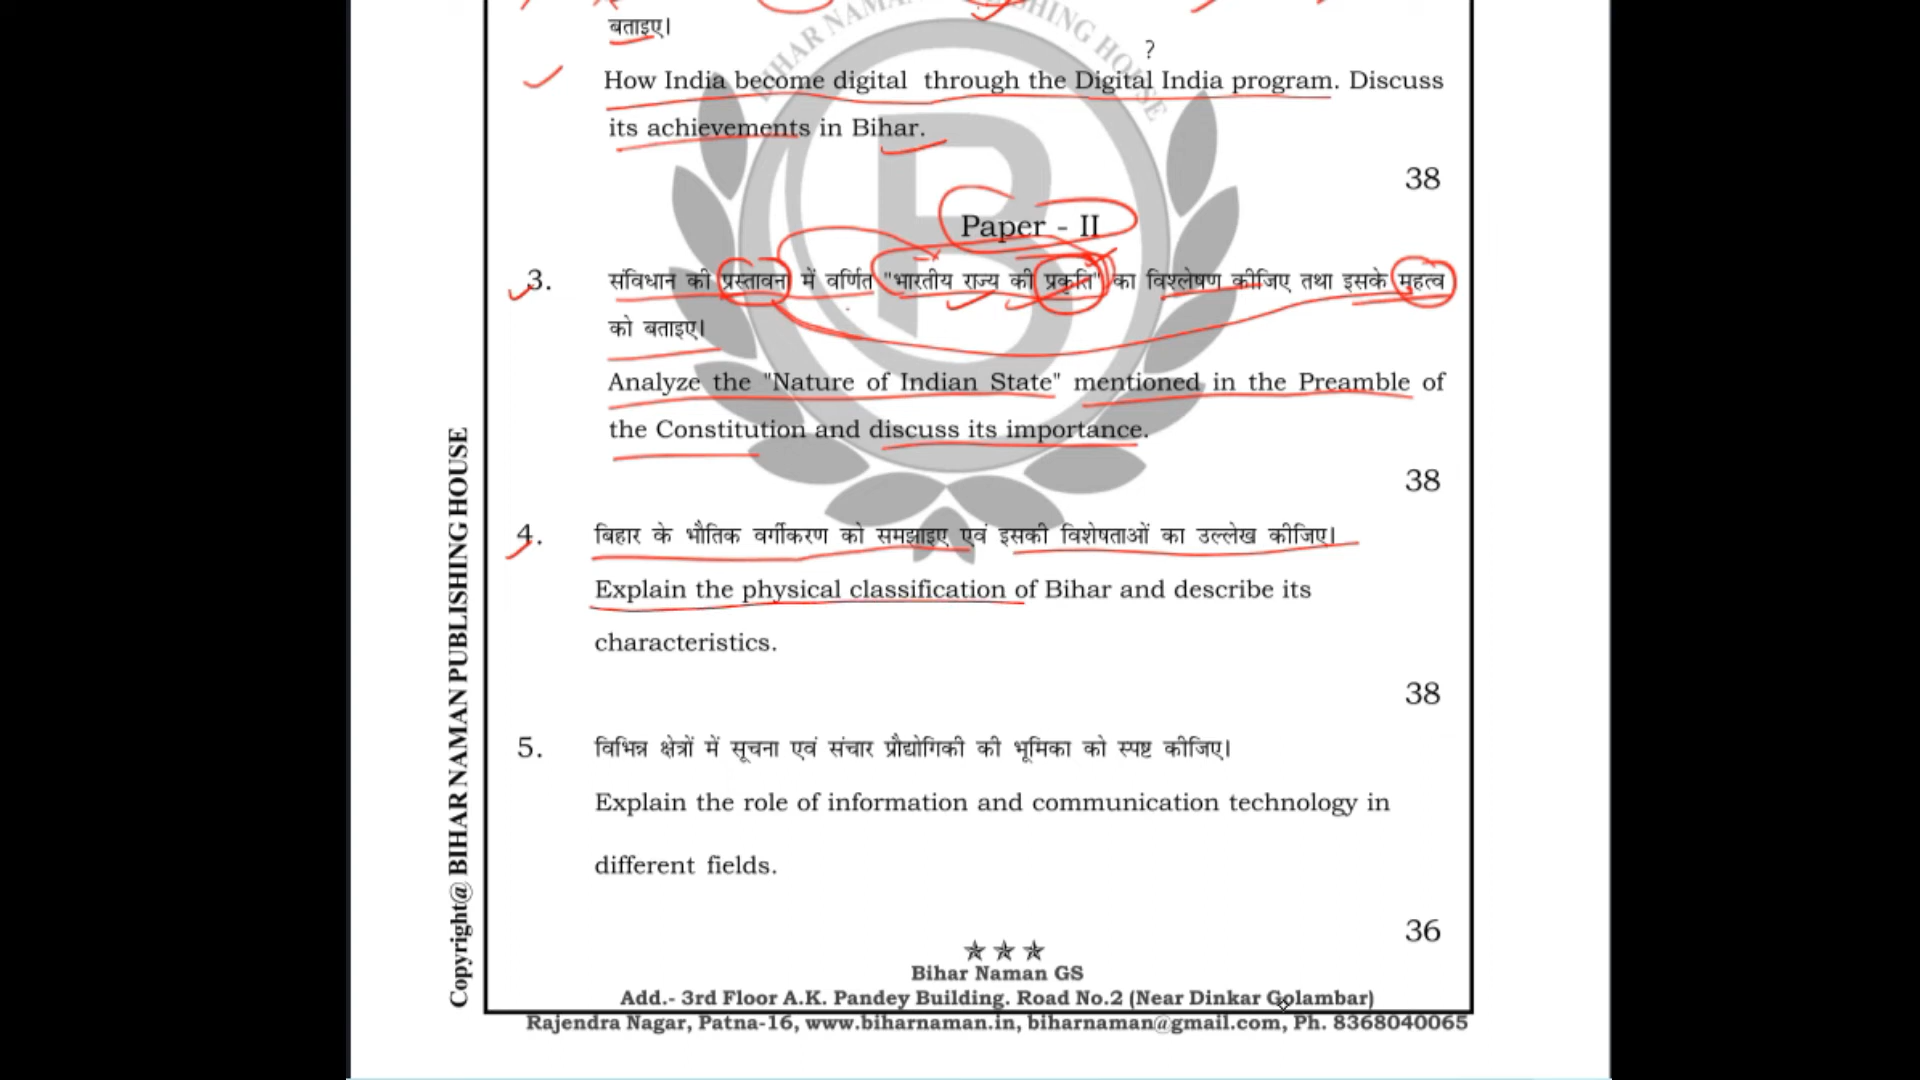 बताइए।
?
How India become digital through the Digital India program. Discuss
its achievements in Bihar.
38
Paper - II
3. संविधान की प्रस्तावना में वर्णित "भारतीय राज्य की प्रकृति" का विश्लेषण कीजिए तथा इसके महत्व
को बताइए।
Analyze the "Nature of Indian State" mentioned in the Preamble of
the Constitution and discuss its importance.
38
4. बिहार के भौतिक वर्गीकरण को समझाइए एवं इसकी विशेषताओं का उल्लेख कीजिए।
Explain the physical classification of Bihar and describe its
characteristics.
38
5. विभिन्न क्षेत्रों में सूचना एवं संचार प्रौद्योगिकी की भूमिका को स्पष्ट कीजिए।
Explain the role of information and communication technology in
different fields.
36
Bihar Naman GS
Add.- 3rd Floor A.K. Pandey Building. Road No.2 (Near Dinkar Golambar)
Rajendra Nagar, Patna-16, www.biharnaman.in, biharnaman@gmail.com, Ph. 8368040065
Copyright@ BIHAR NAMAN PUBLISHING HOUSE